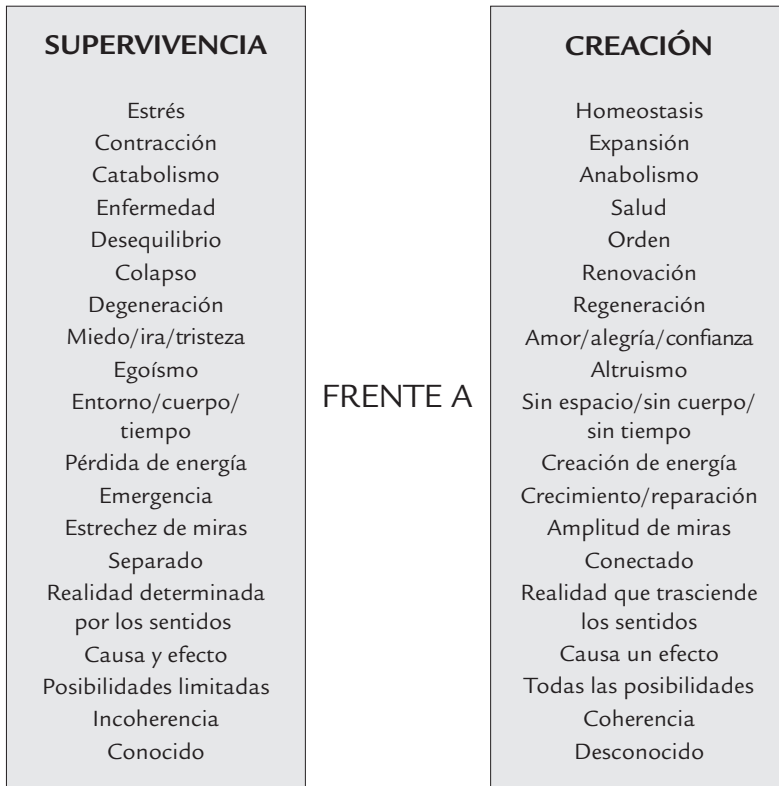 SUPERVIVENCIA
Estrés
Contracción
Catabolismo
Enfermedad
Desequilibrio
Colapso
Degeneración
Miedo/ira/tristeza
Egoísmo
Entorno/cuerpo/
tiempo
Pérdida de energía
Emergencia
Estrechez de miras
Separado
Realidad determinada
por los sentidos
Causa y efecto
Posibilidades limitadas
Incoherencia
Conocido
FRENTE A
CREACIÓN
Homeostasis
Expansión
Anabolismo
Salud
Orden
Renovación
Regeneración
Amor/alegría/confianza
Altruismo
Sin espacio/sin cuerpo/
sin tiempo
Creación de energía
Crecimiento/reparación
Amplitud de miras
Conectado
Realidad que trasciende
los sentidos
Causa un efecto
Todas las posibilidades
Coherencia
Desconocido